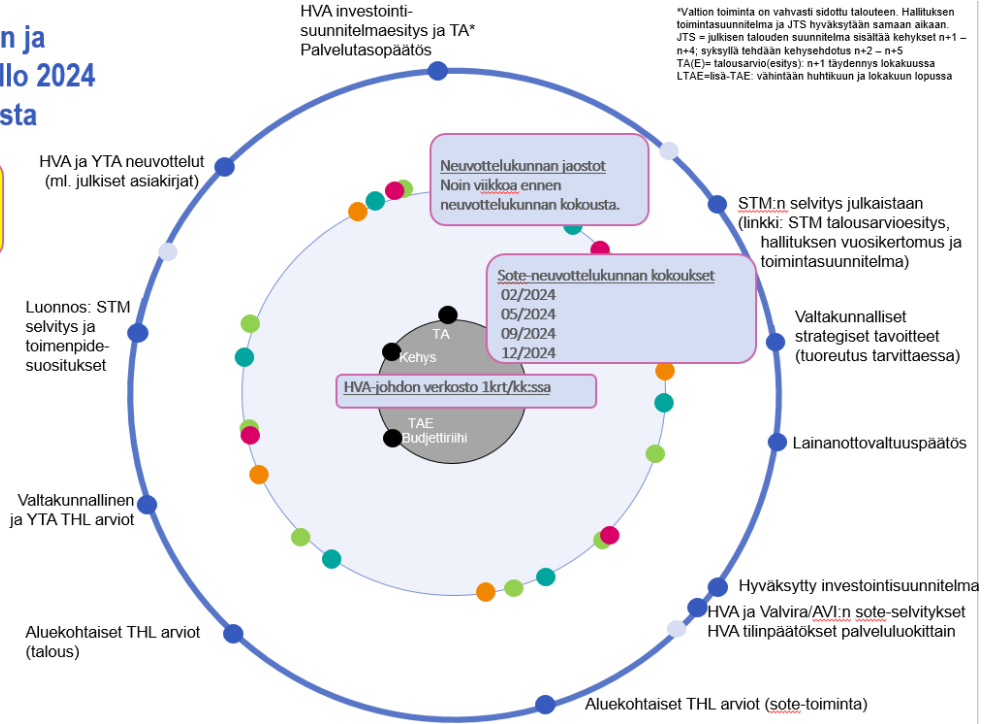 n ja
llo 2024
sta
HVA investointi-
suunnitelmaesitys ja TA*
Palvelutasopäätös
*Valtion toiminta on vahvasti sidottu talouteen. Hallituksen
toimintasuunnitelma ja JTS hyväksytään samaan aikaan.
JTS = julkisen talouden suunnitelma sisältää kehykset n+1 –
n+4; syksyllä tehdään kehysehdotus n+2 – n+5
TA(E)= talousarvio(esitys): n+1 täydennys lokakuussa
LTAE=lisä-TAE: vähintään huhtikuun ja lokakuun lopussa
HVA ja YTA neuvottelut
(ml. julkiset asiakirjat)
Neuvottelukunnan jaostot
Noin viikkoa ennen
neuvottelukunnan kokousta.
STM:n selvitys julkaistaan
(linkki: STM talousarvioesitys,
hallituksen vuosikertomus ja
toimintasuunnitelma)
Sote-neuvottelukunnan kokoukset
02/2024
05/2024
09/2024
12/2024
Luonnos: STM
selvitys ja
toimenpide-
suositukset
Valtakunnalliset
strategiset tavoitteet
(tuoreutus tarvittaessa)
TA
Kehys
HVA-johdon verkosto 1krt/kk:ssa
TAE
Budjettiriihi
Lainanottovaltuuspäätös
Valtakunnallinen
ja YTA THL arviot
Hyväksytty investointisuunnitelma
HVA ja Valvira/AVI:n sote-selvitykset
HVA tilinpäätökset palveluluokittain
Aluekohtaiset THL arviot
(talous)
Aluekohtaiset THL arviot (sote-toiminta)